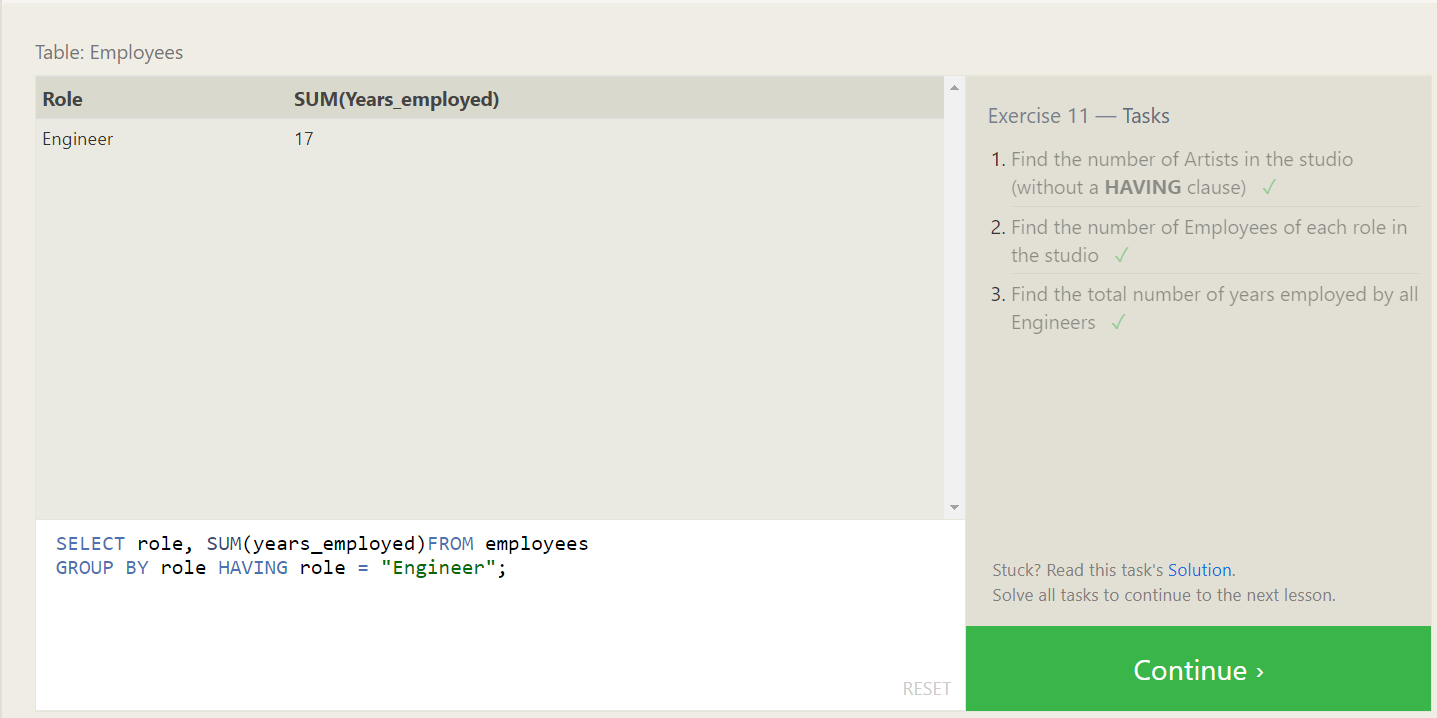 Table: Employees
Role SUM(Years_employed)
Engineer 17
SELECT role, SUM(years_employed)FROM employees
GROUP BY role HAVING role = "Engineer";
RESET
Exercise 11 — Tasks
1. Find the number of Artists in the studio
(without a HAVING clause) ✓
2. Find the number of Employees of each role in
the studio ✓
3. Find the total number of years employed by all
Engineers ✓
Stuck? Read this task's Solution.
Solve all tasks to continue to the next lesson.
Continue ›